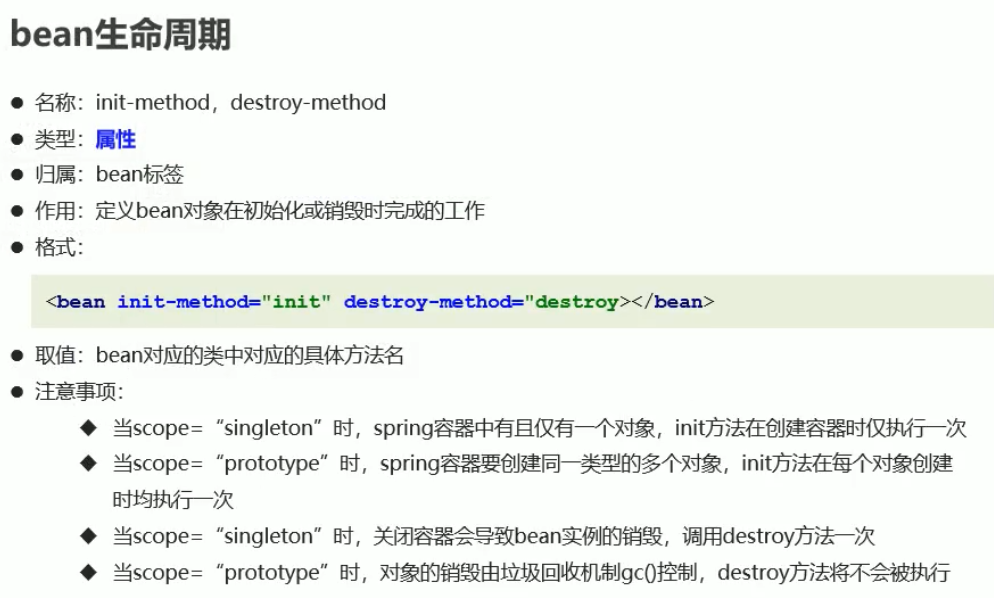 bean生命周期
● 名称：init-method，destroy-method
● 类型：属性
● 归属：bean标签
● 作用：定义bean对象在初始化或销毁时完成的工作
● 格式：
<bean init-method="init" destroy-method="destroy></bean>
● 取值：bean对应的类中对应的具体方法名
● 注意事项：
◆ 当scope=“singleton”时，spring容器中有且仅有一个对象，init方法在创建容器时仅执行一次
◆ 当scope=“prototype”时，spring容器要创建同一类型的多个对象，init方法在每个对象创建
时均执行一次
◆ 当scope=“singleton”时，关闭容器会导致bean实例的销毁，调用destroy方法一次
◆ 当scope=“prototype”时，对象的销毁由垃圾回收机制gc()控制，destroy方法将不会被执行